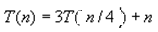 T(n) = 3T(n/4) + n